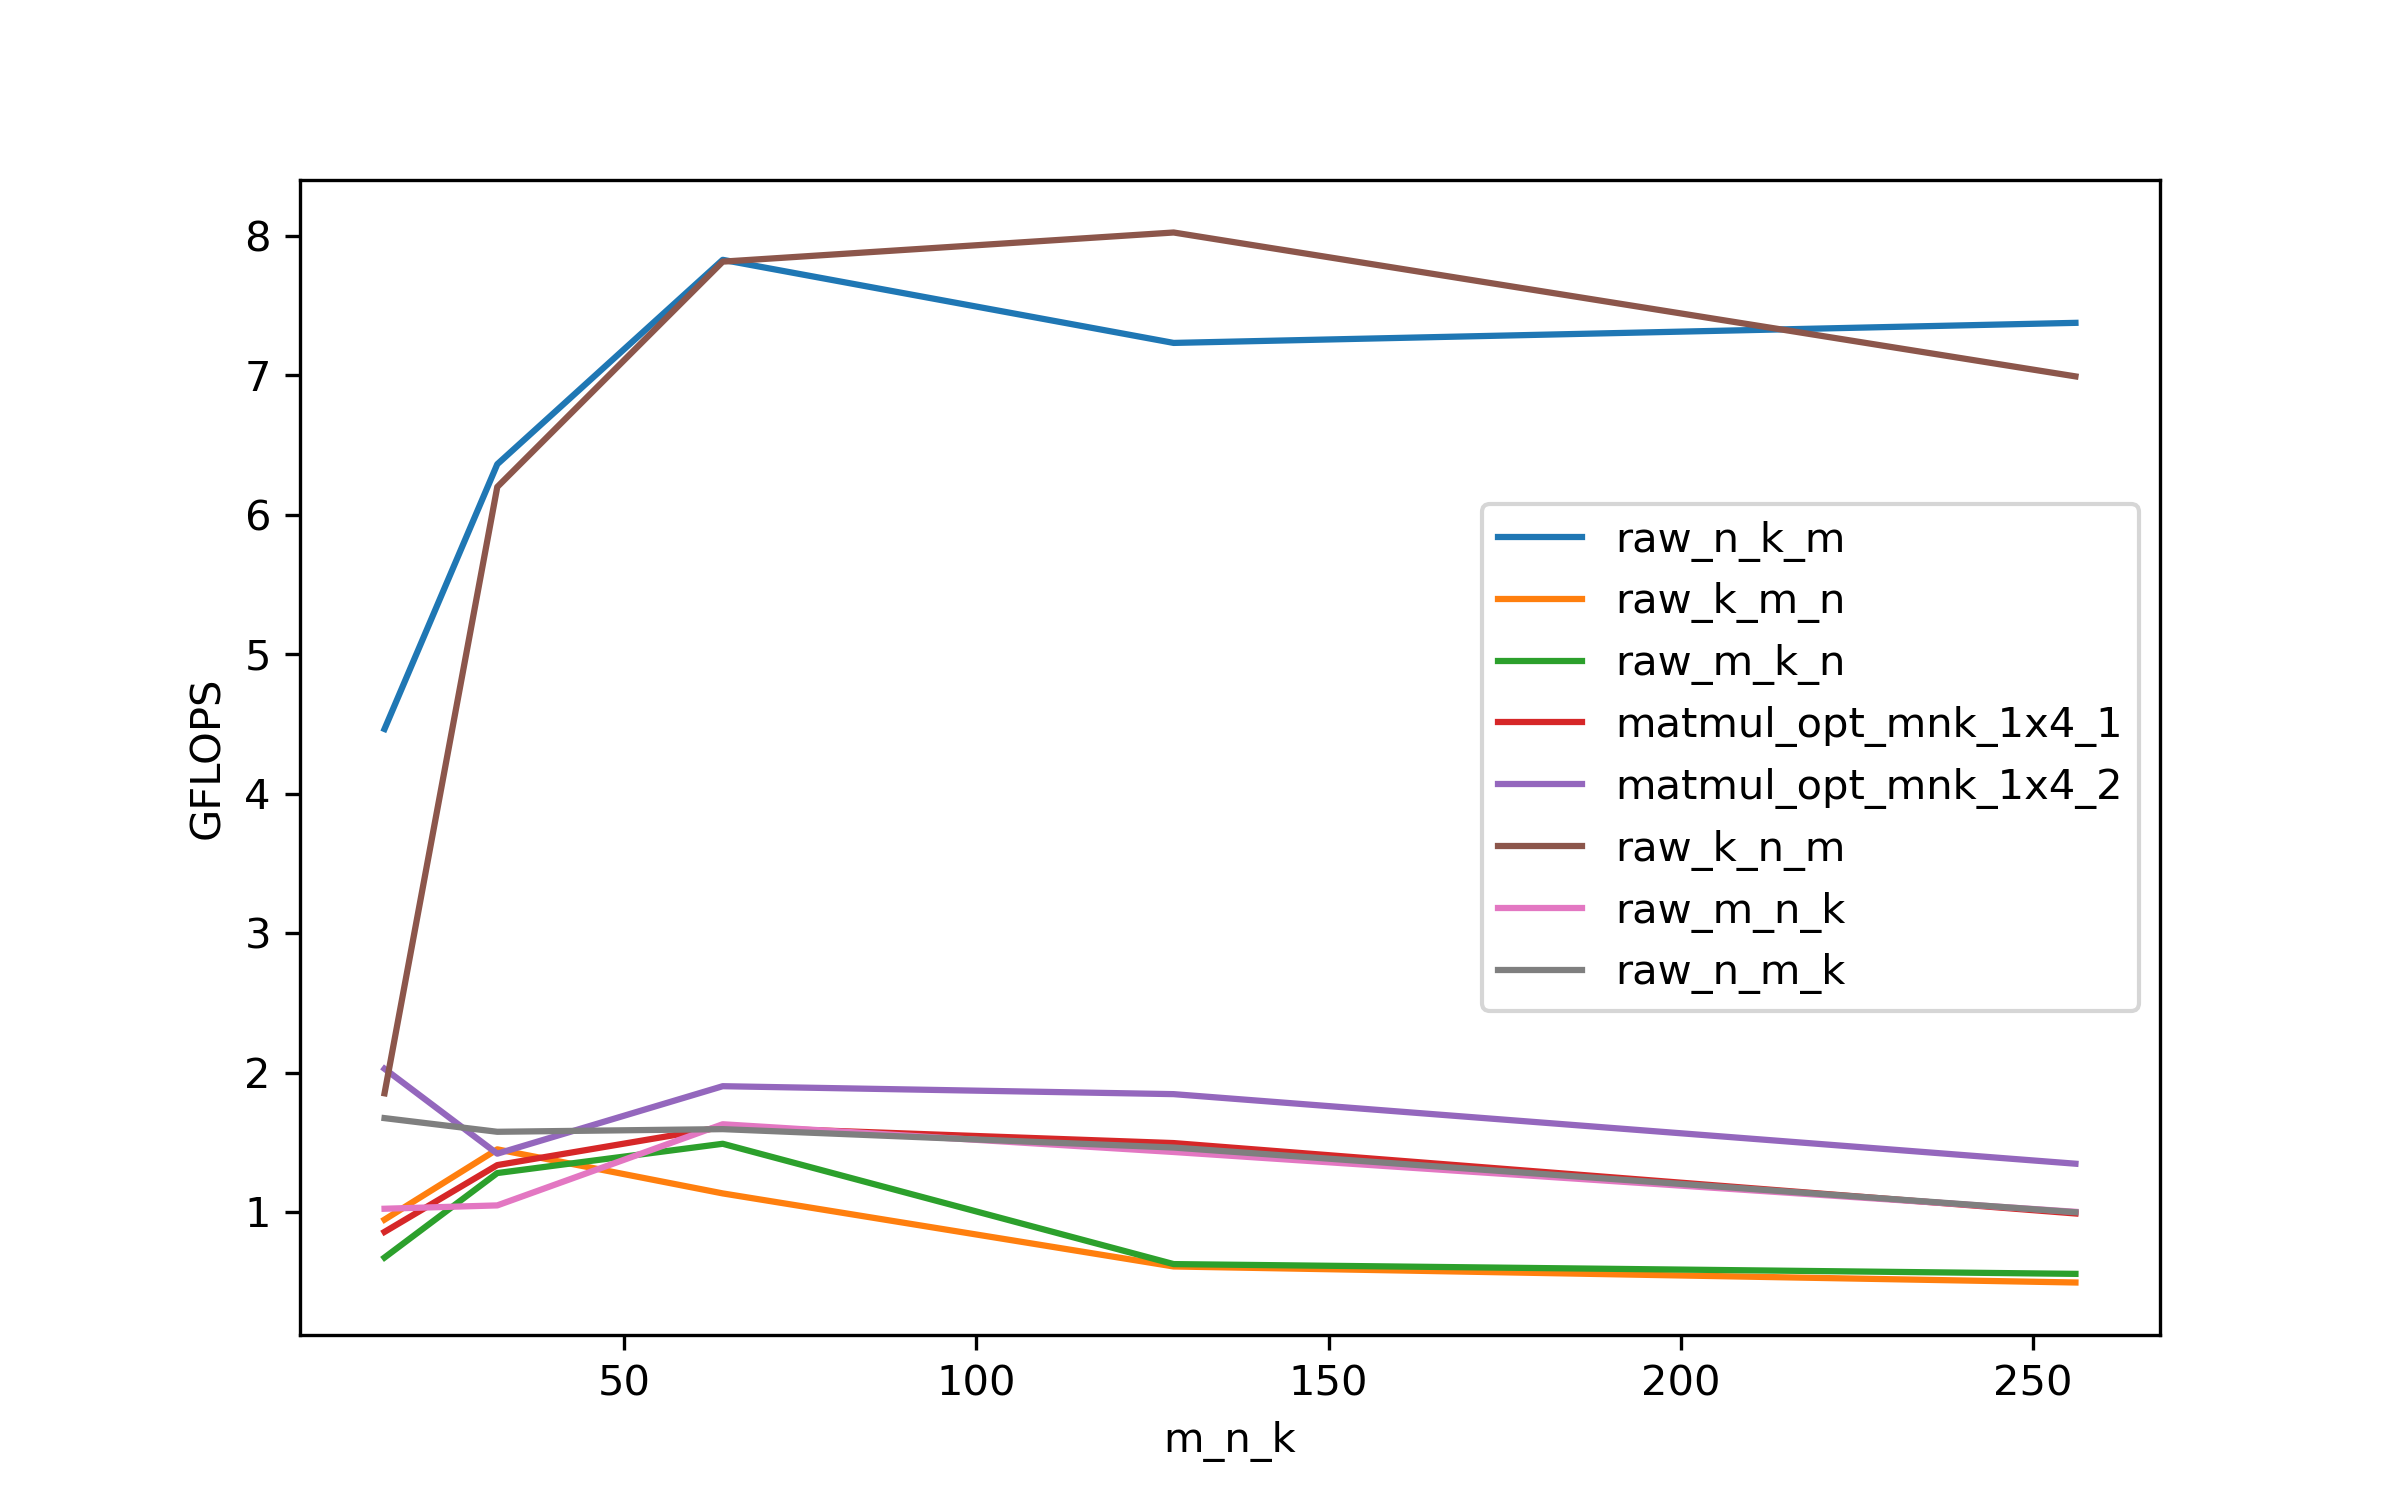 8
7
6
5
4
3
2
1
GFLOPS
raw_n_k_m
raw_k_m_n
raw_m_k_n
matmul_opt_mnk_1x4_1
matmul_opt_mnk_1x4_2
raw_k_n_m
raw_m_n_k
raw_n_m_k
50 100 150 200 250
m_n_k